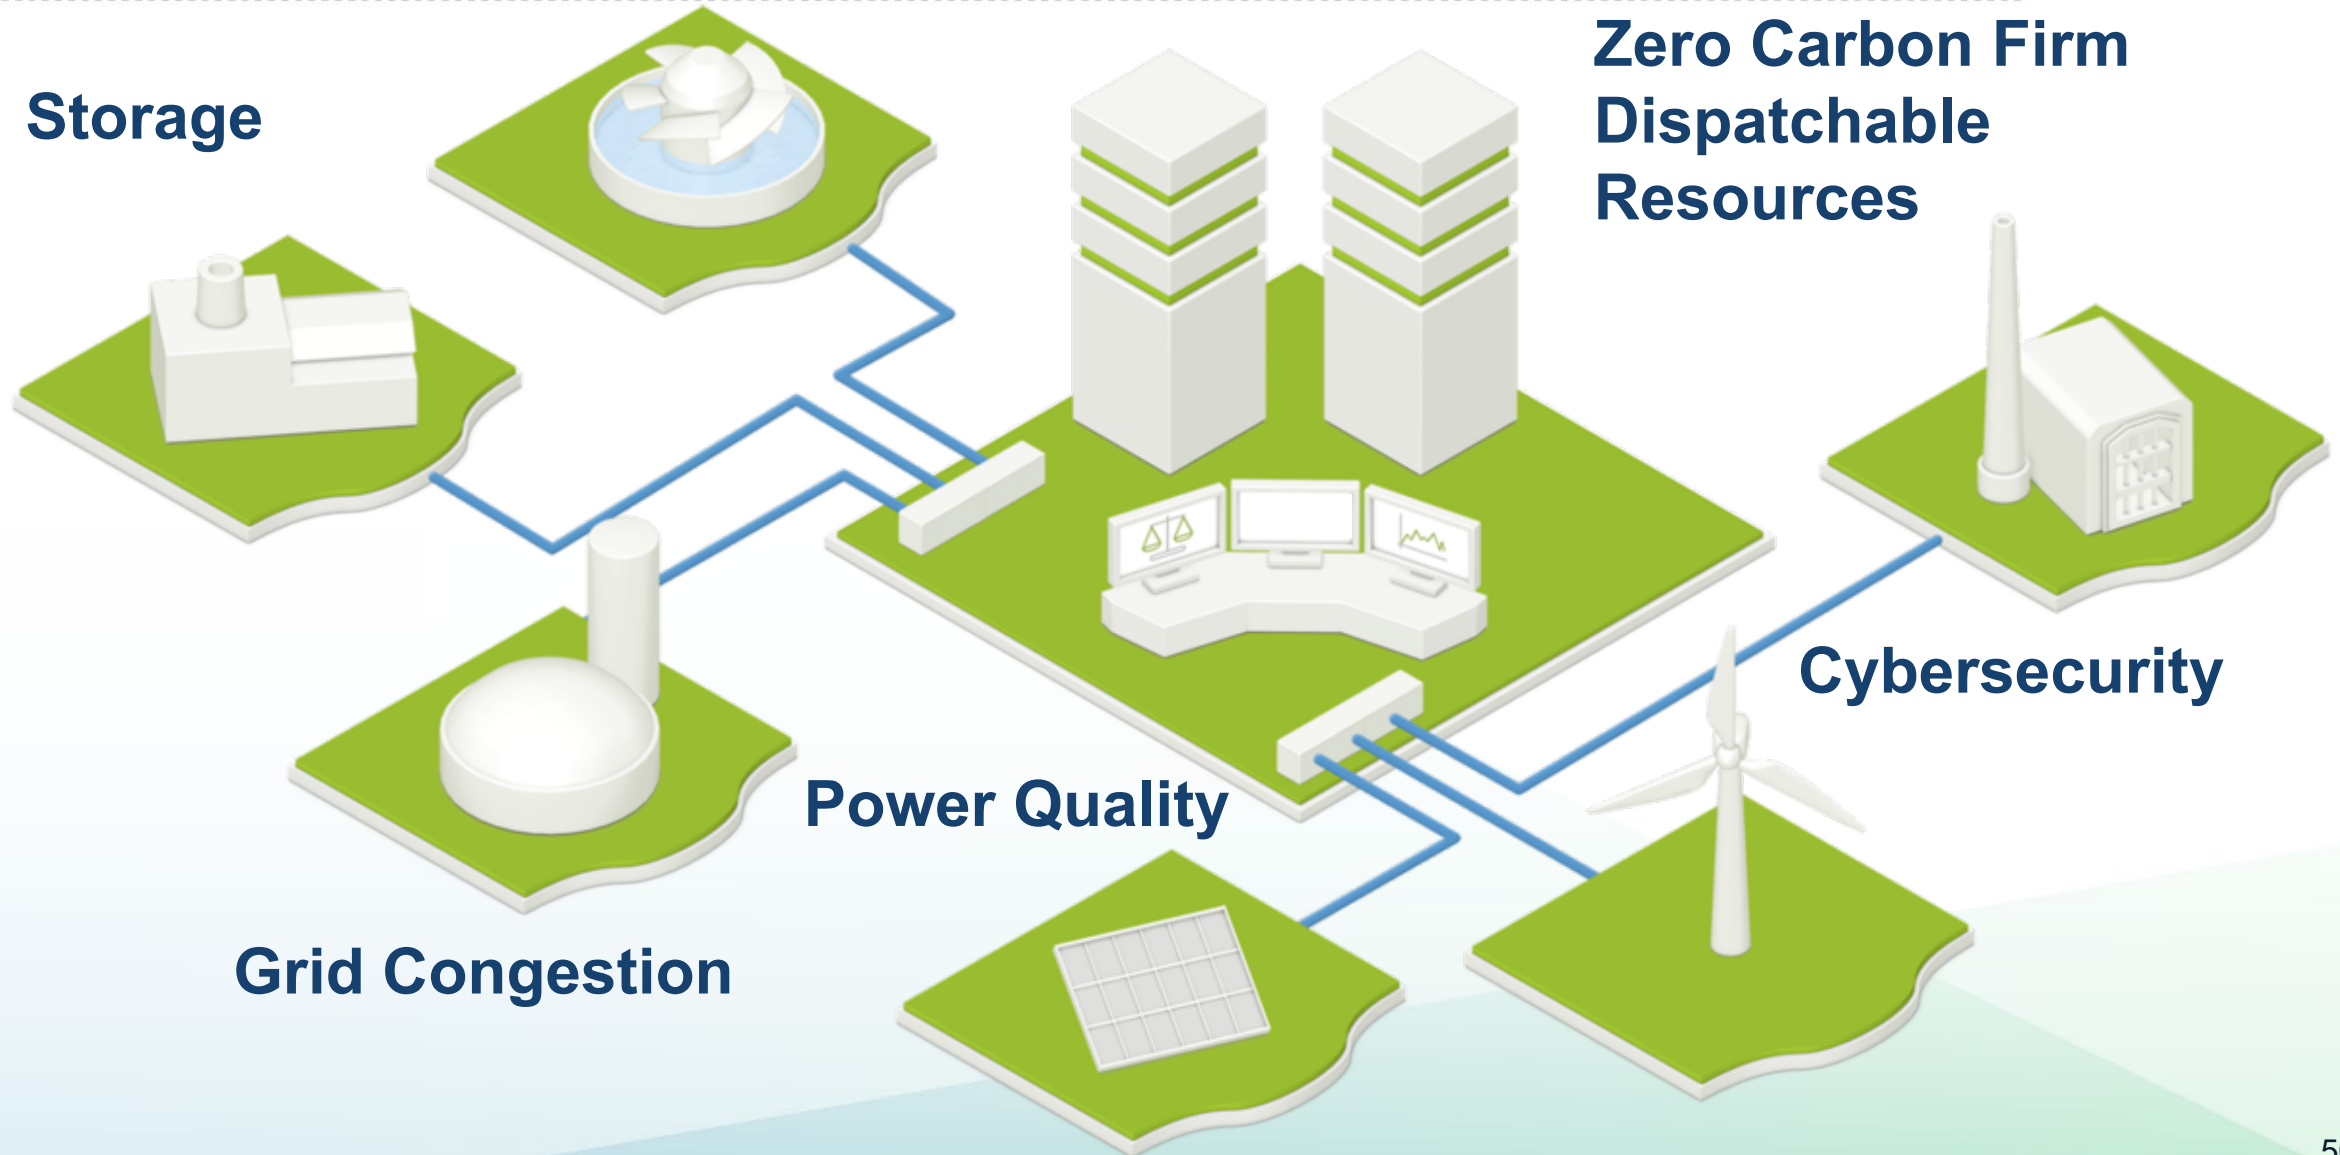 Storage
Zero Carbon Firm
Dispatchable
Resources
Cybersecurity
Power Quality
Grid Congestion